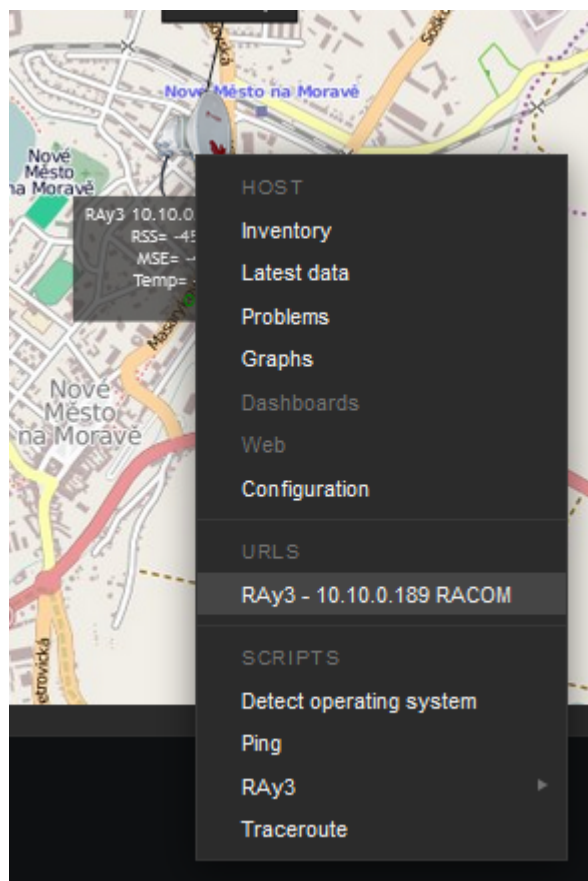 Nové Město na Moravě
Nové
Město
na Moravě
RAy3 10.10.0
RSS= -45
MSE= -4
Temp=
Nové
Město
na Moravě
HOST
Inventory
Latest data
Problems
Graphs
Dashboards
Web
Configuration
URLS
RAy3 - 10.10.0.189 RACOM
SCRIPTS
Detect operating system
Ping
RAy3
Traceroute